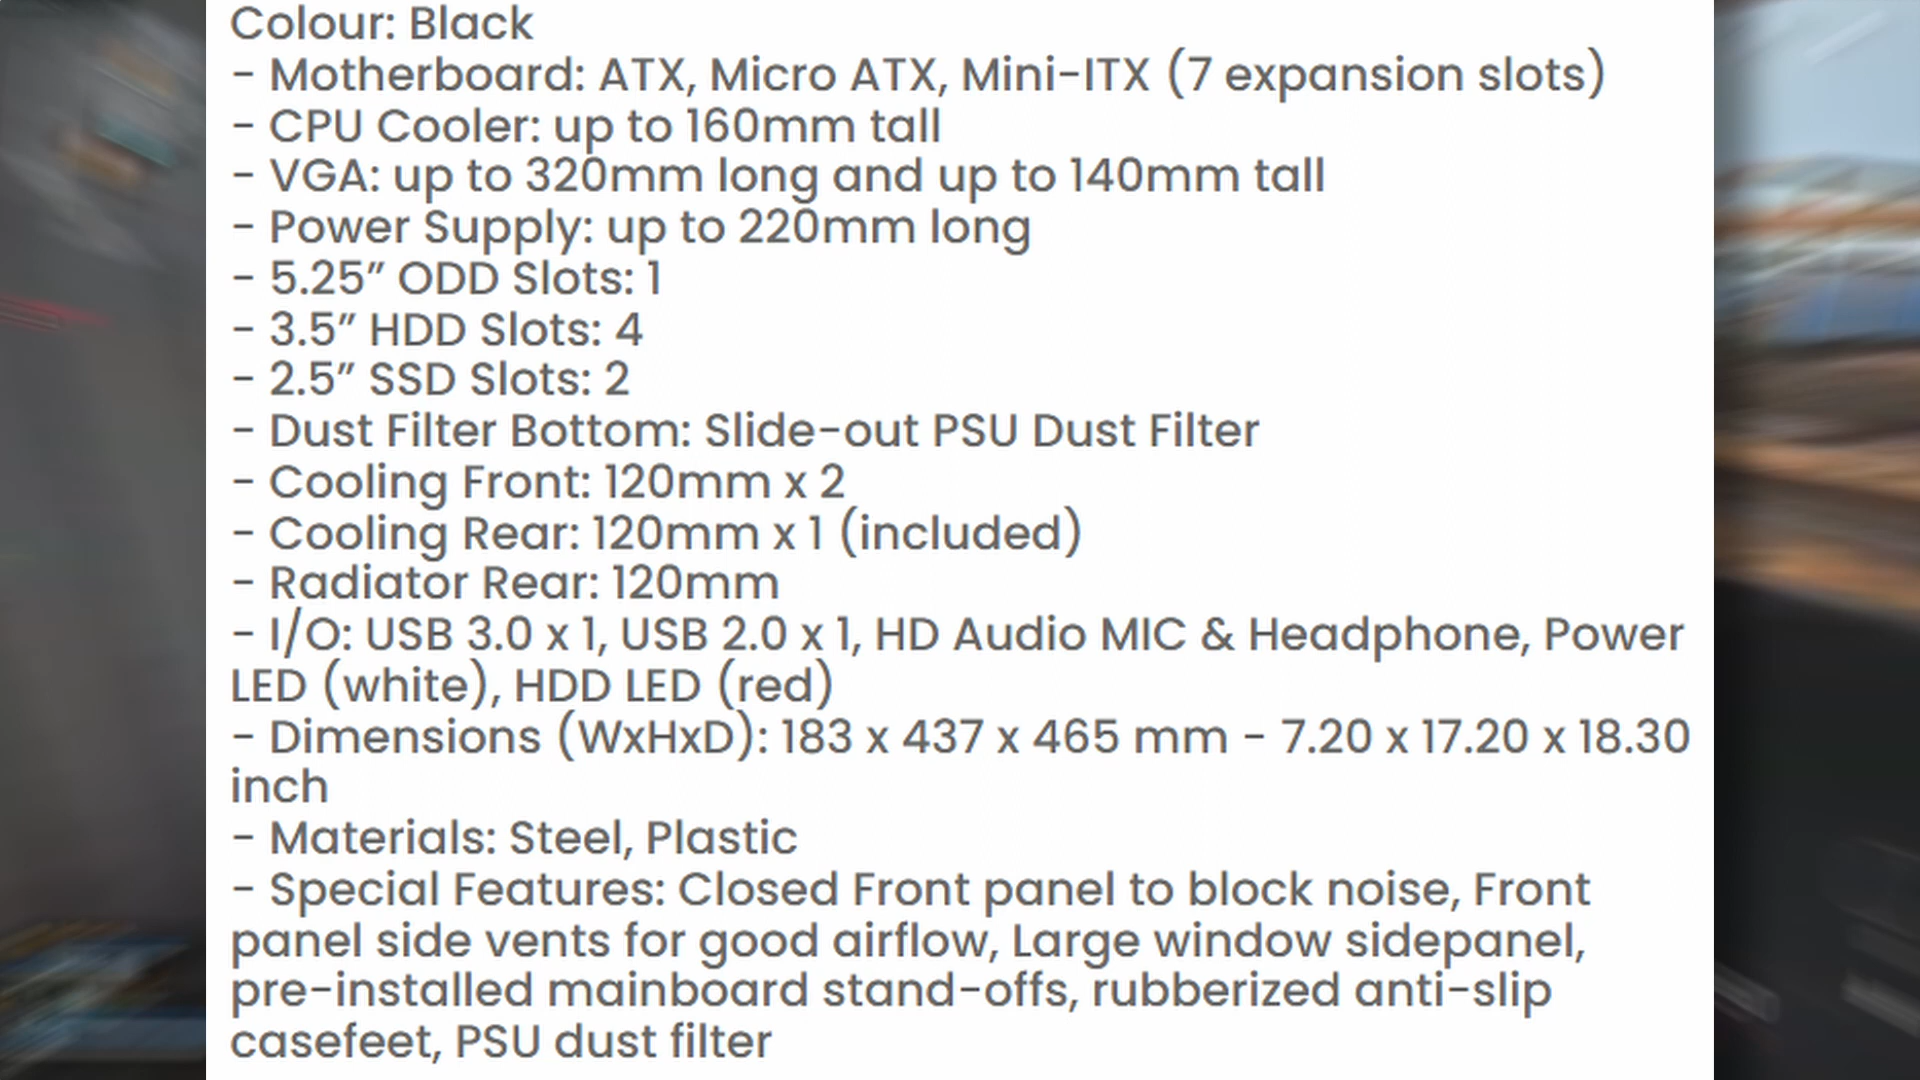 Colour: Black
- Motherboard: ATX, Micro ATX, Mini-ITX (7 expansion slots)
- CPU Cooler: up to 160mm tall
- VGA: up to 320mm long and up to 140mm tall
- Power Supply: up to 220mm long
- 5.25” ODD Slots: 1
- 3.5” HDD Slots: 4
- 2.5” SSD Slots: 2
- Dust Filter Bottom: Slide-out PSU Dust Filter
- Cooling Front: 120mm x 2
- Cooling Rear: 120mm x 1 (included)
- Radiator Rear: 120mm
- I/O: USB 3.0 x 1, USB 2.0 x 1, HD Audio MIC & Headphone, Power
LED (white), HDD LED (red)
- Dimensions (WxHxD): 183 x 437 x 465 mm - 7.20 x 17.20 x 18.30
inch
- Materials: Steel, Plastic
- Special Features: Closed Front panel to block noise, Front
panel side vents for good airflow, Large window sidepanel,
pre-installed mainboard stand-offs, rubberized anti-slip
casefeet, PSU dust filter